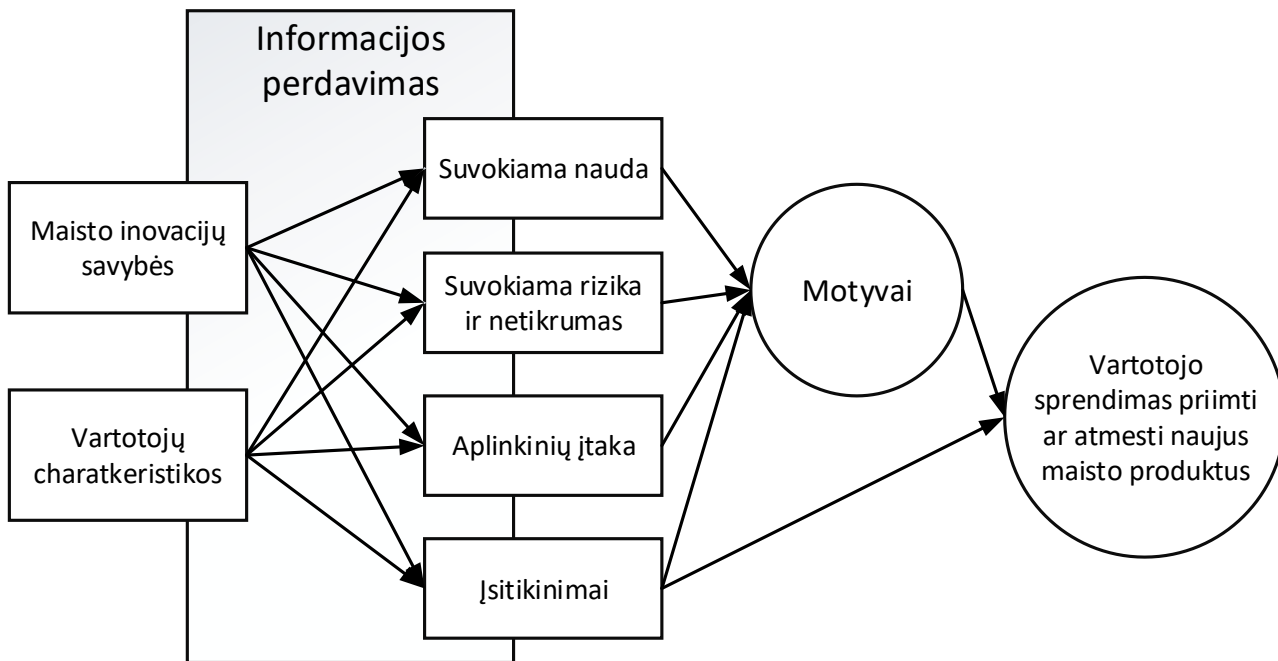 Informacijos
perdavimas
Suvokiama nauda
Maisto inovacijų
savybės
Suvokiama rizika
ir netikrumas
Motyvai
Vartotojo
sprendimas priimti
ar atmesti naujus
maisto produktus
Vartotojų
charatkeristikos
Aplinkinių įtaka
Įsitikinimai